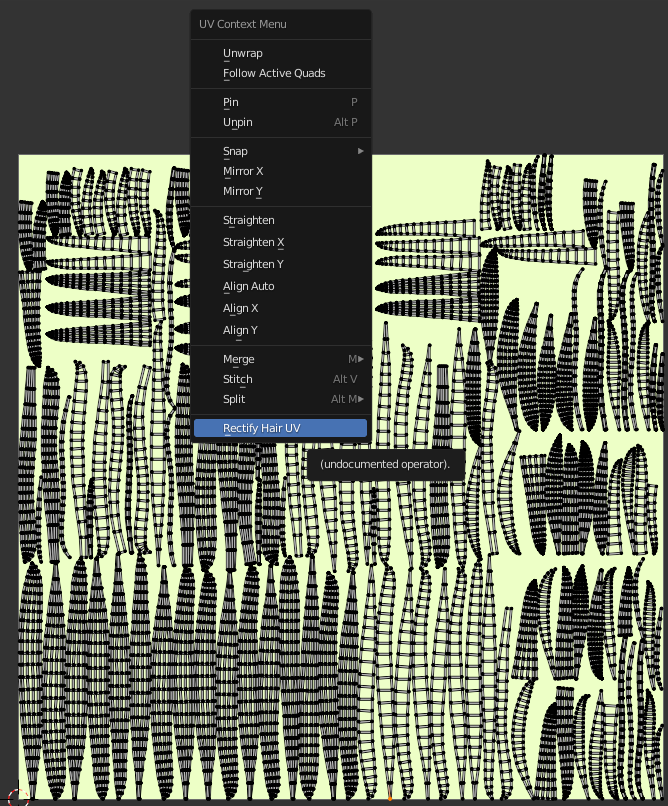 UV Context Menu
Unwrap
Follow Active Quads
Pin P
Unpin Alt P
Snap
Mirror X
Mirror Y
Straighten
Straighten X
Straighten Y
Align Auto
Align X
Align Y
Merge M
Stitch Alt V
Split Alt M
Rectify Hair UV
(undocumented operator).